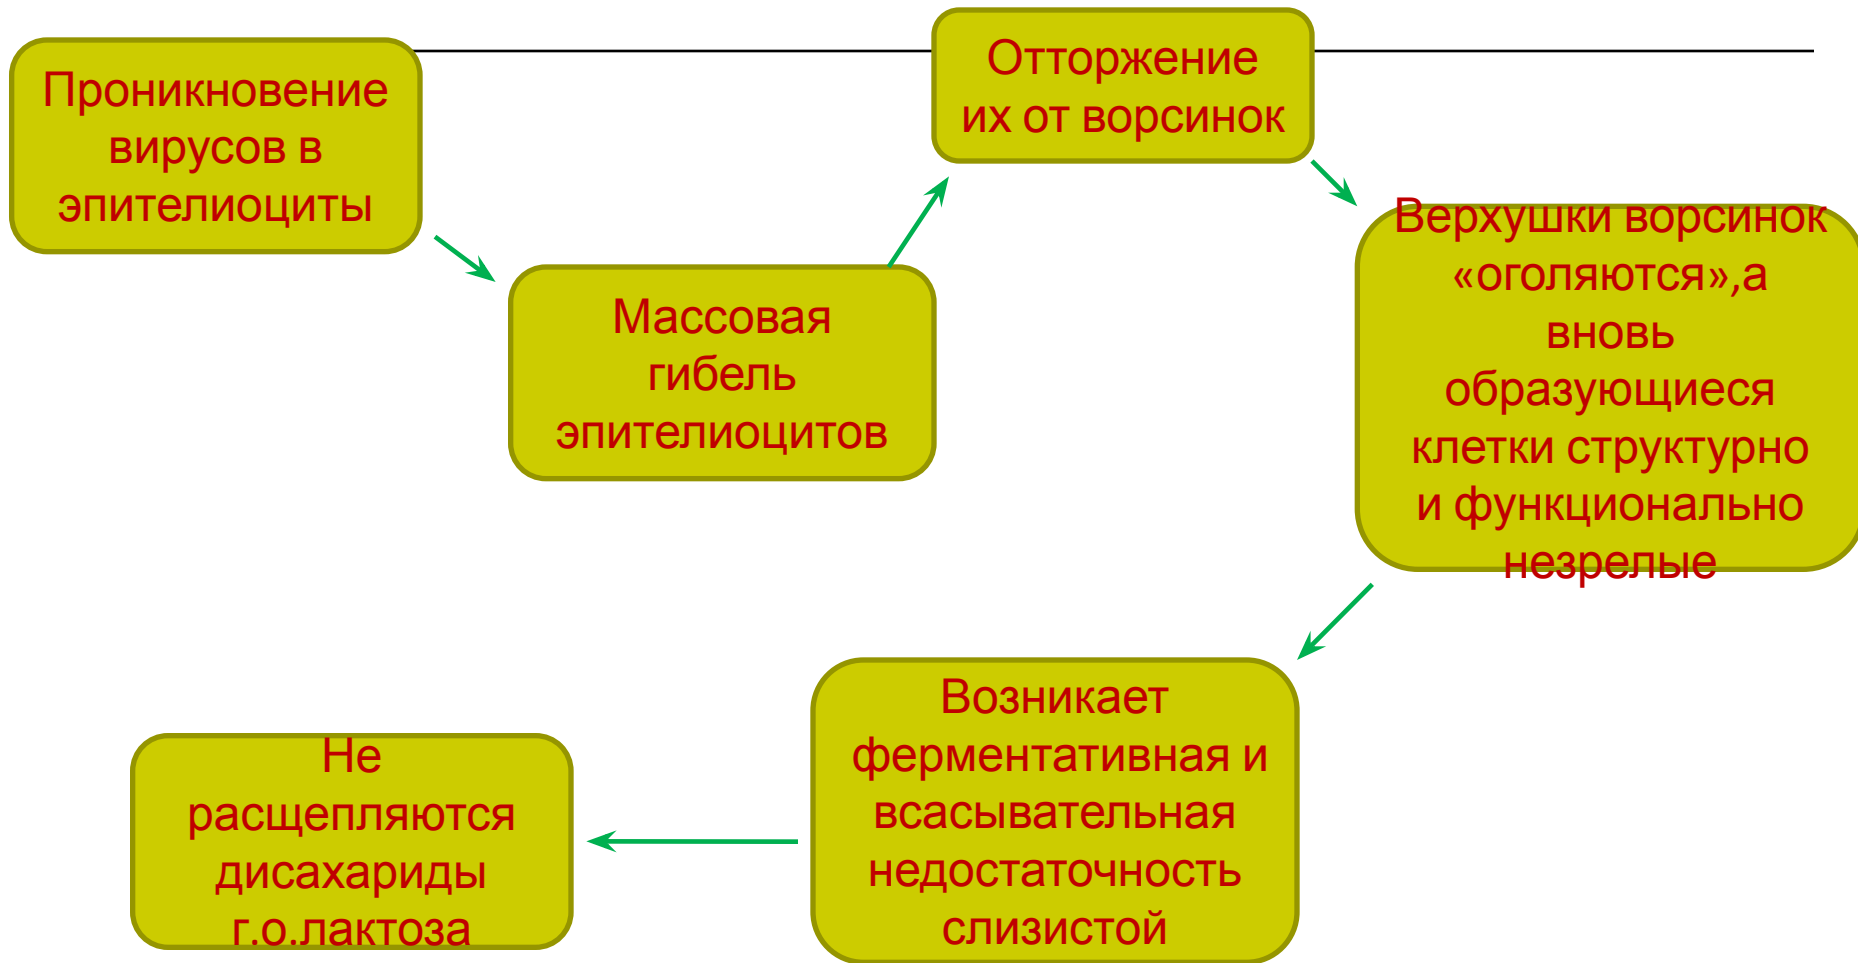 Проникновение
вирусов в
эпителиоциты
Массовая
гибель
эпителиоцитов
Отторжение
их от ворсинок
Верхушки ворсинок
«оголяются»,а
вновь
образующиеся
клетки структурно
и функционально
незрелые
Возникает
ферментативная и
всасывательная
недостаточность
слизистой
Не
расщепляются
дисахариды
г.о.лактоза